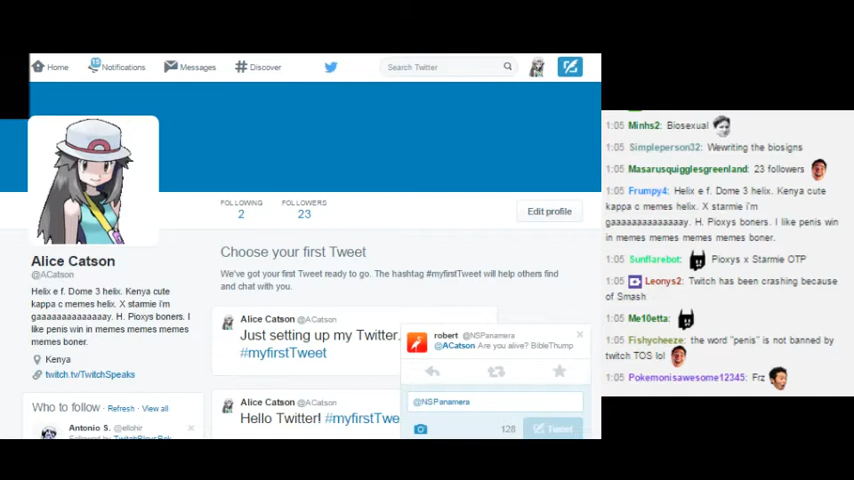 Home
15
Notifications
Messages
Discover
Search Twitter
FOLLOWING
2
FOLLOWERS
23
Edit profile
Alice Catson
@ACatson
Helix e f. Dome 3 helix. Kenya cute
kappa c memes helix. X starmie i'm
gaaaaaaaaaaaaay. H. Pioxys boners. I
like penis win in memes memes memes
memes boner.
Kenya
twitch.tv/TwitchSpeaks
Who to follow · Refresh · View all
Antonio S. @ellohir
Choose your first Tweet
We've got your first Tweet ready to go. The hashtag #myfirstTweet will help others find
and chat with you.
Alice Catson @ACatson
Just setting up my Twitter.
#myfirstTweet
Alice Catson @ACatson
Hello Twitter! #myfirstTwe
robert @NSPanamera
@ACatson Are you alive? BibleThump
@NSPanamera
128
Tweet
1:05 Minhs2: Biosexual
1:05 Simpleperson32: Wewriting the biosigns
1:05 Masarusquigglesgreenland: 23 followers
1:05 Frumpy4: Helix e f. Dome 3 helix. Kenya cute
kappa c memes helix. X starmie i'm
gaaaaaaaaaaaaay. H. Pioxys boners. I like penis win
in memes memes memes memes boner.
1:05 Sunflarebot: Pioxys x Starmie OTP
1:05 Leonys2: Twitch has been crashing because
of Smash
1:05 Me10etta:
1:05 Fishycheeze: the word "penis" is not banned by
twitch TOS lol
1:05 Pokemonisawesome12345: Frz